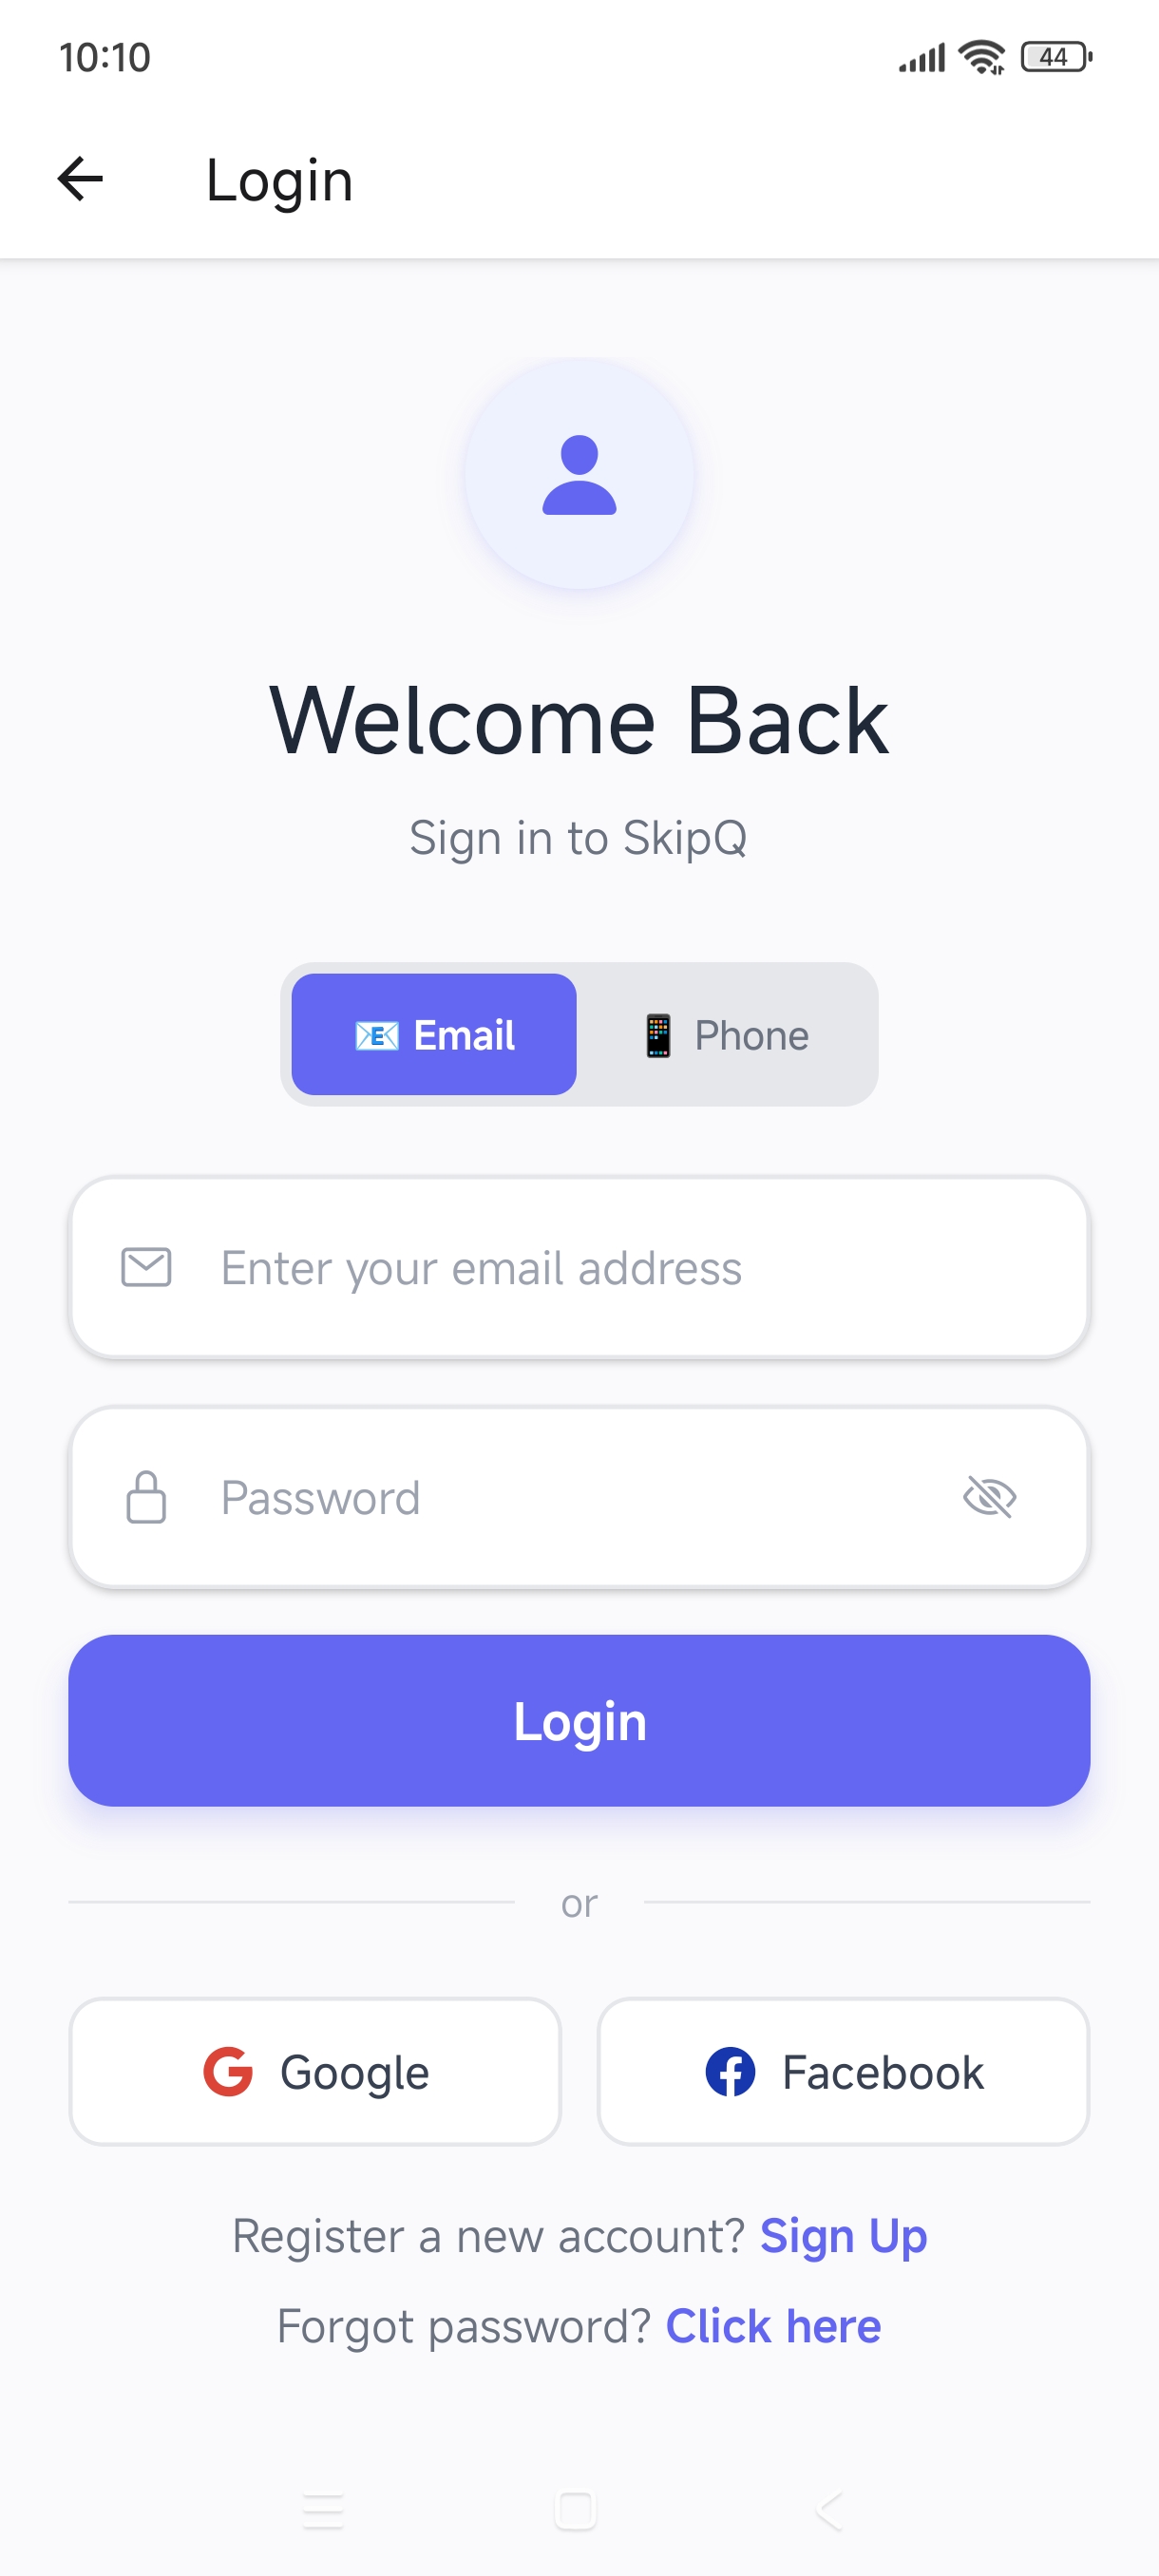 10:10
44
Login
Welcome Back
Sign in to SkipQ
📧 Email
📱 Phone
Enter your email address
Password
Login
or
Google
Facebook
Register a new account? Sign Up
Forgot password? Click here